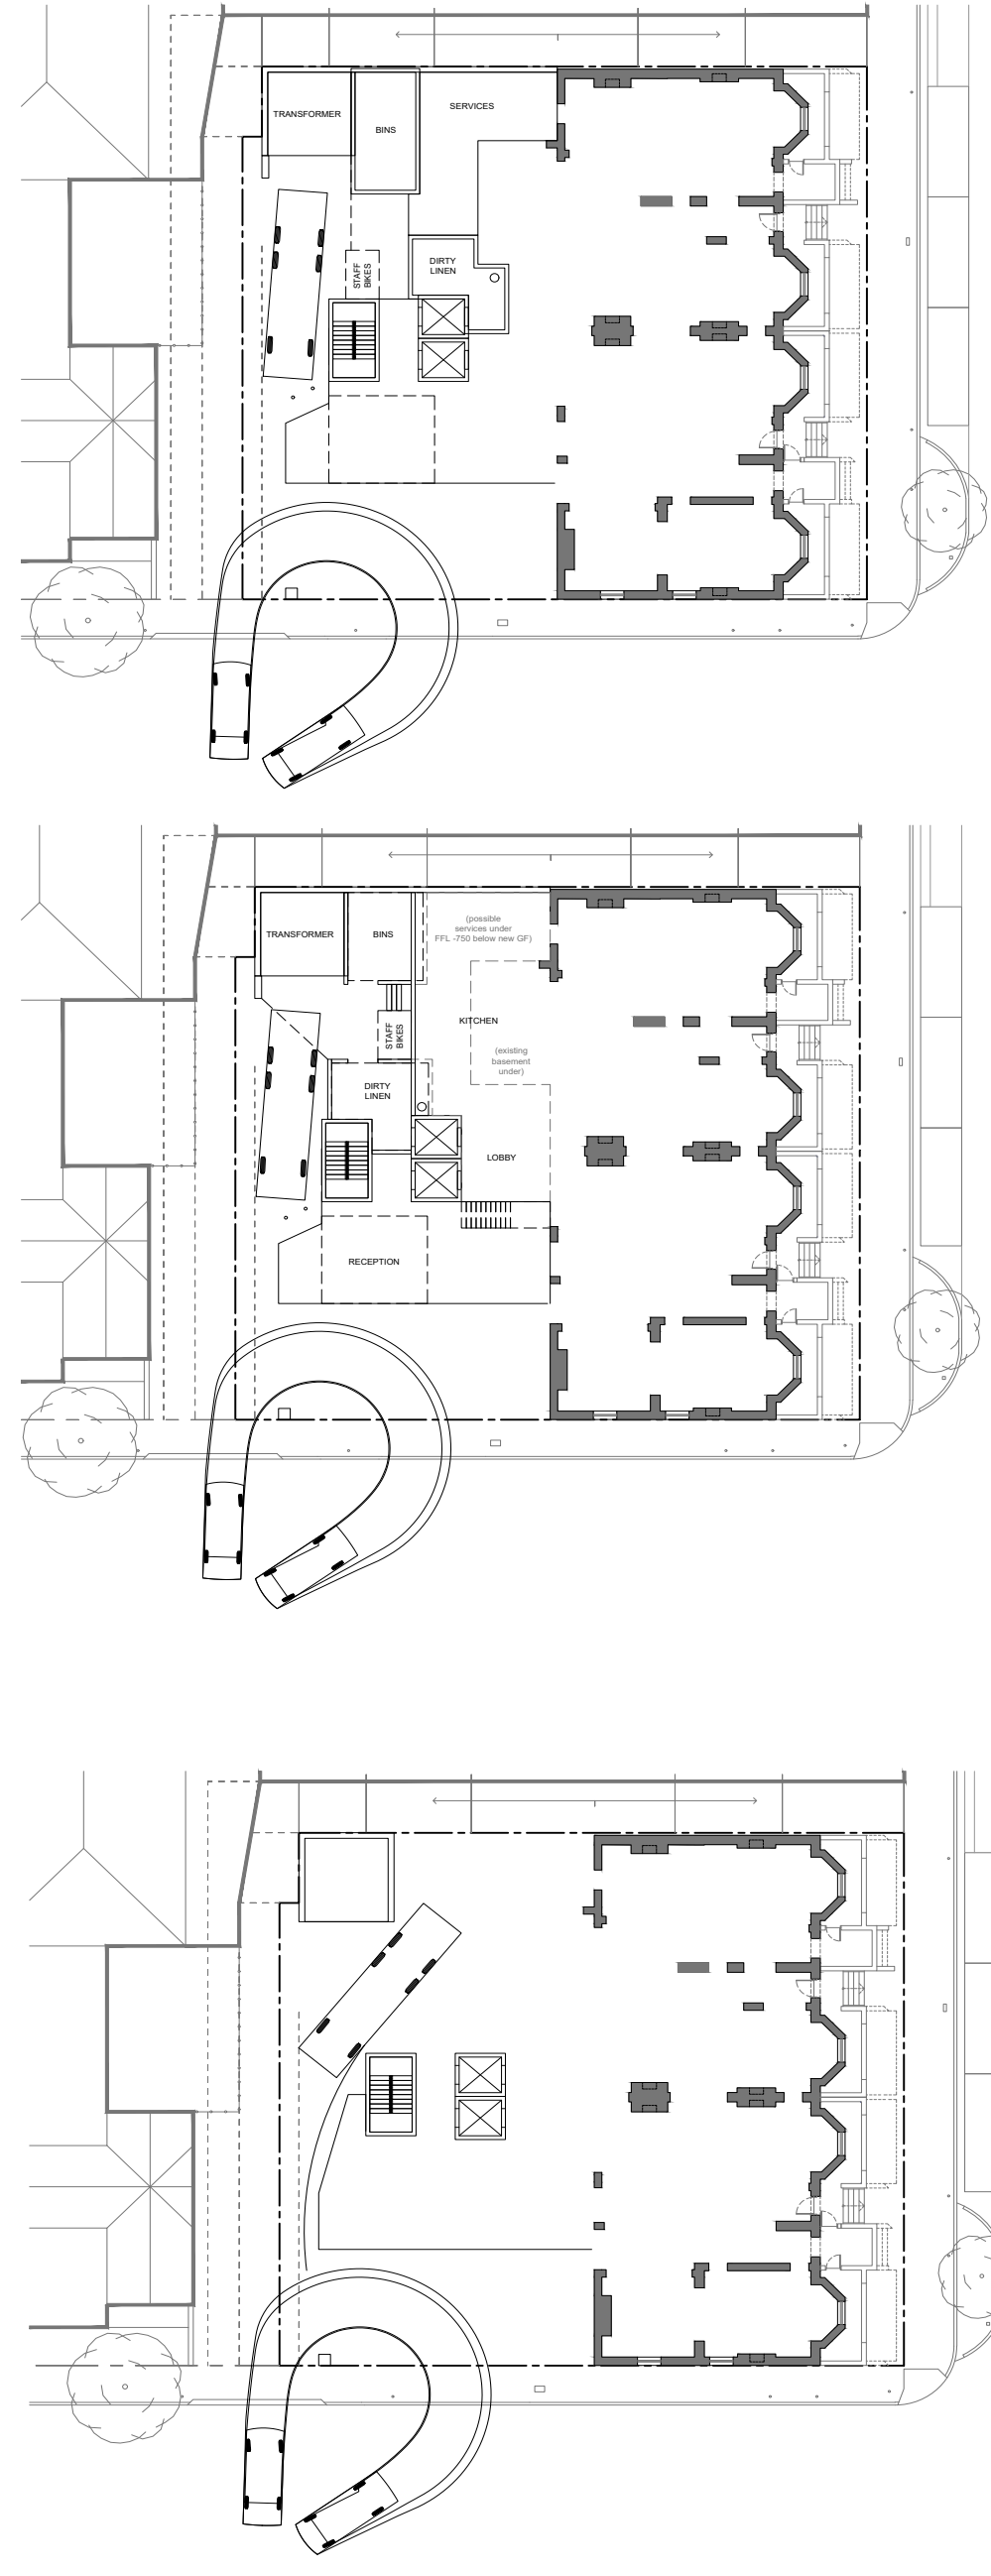 SERVICES
TRANSFORMER
BINS
DIRTY
LINEN
STAFF
BIKES
(possible
services under
FFL -750 below new GF)
TRANSFORMER
BINS
KITCHEN
STAFF
BIKES
(existing
basement
under)
DIRTY
LINEN
LOBBY
RECEPTION